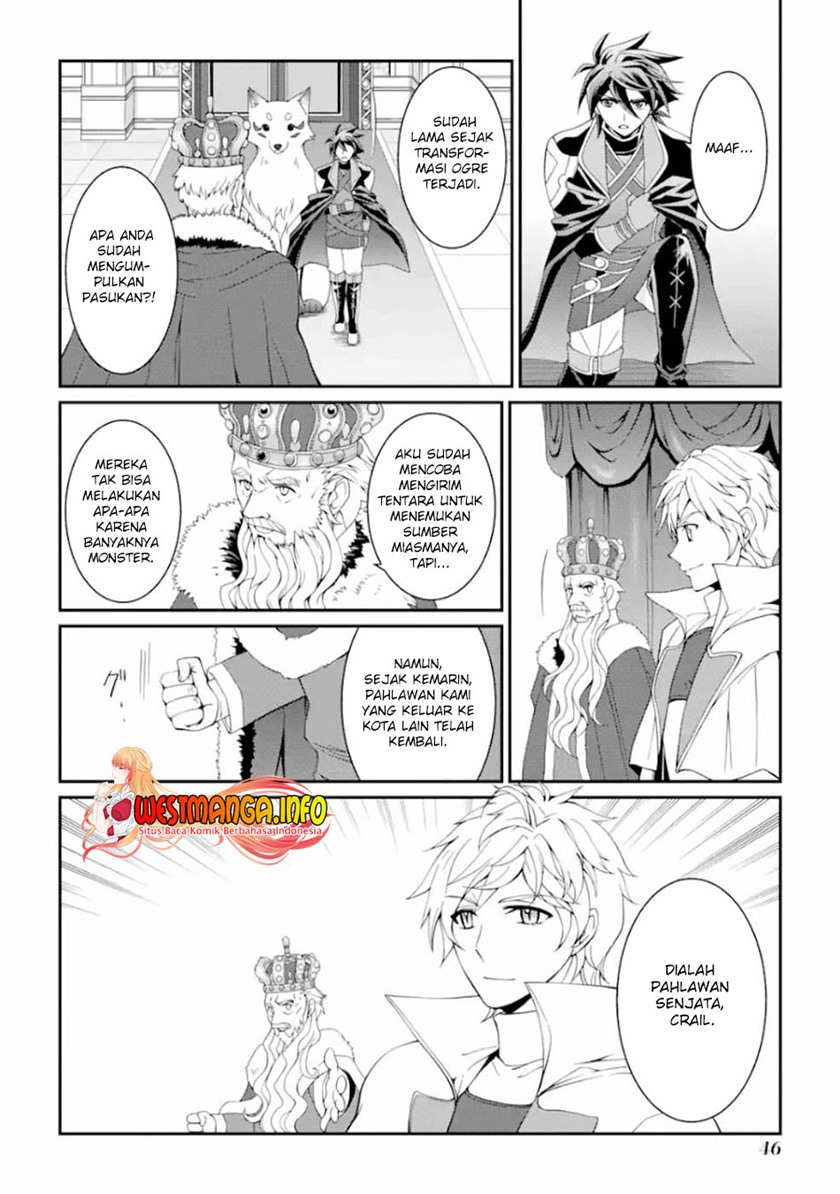 MAAF...
SUDAH
LAMA SEJAK
TRANSFOR-
MASI OGRE
TERJADI.
APA ANDA
SUDAH
MENGUM-
PULKAN
PASUKAN?!
AKU SUDAH
MENCOBA
MENGIRIM
TENTARA UNTUK
MENEMUKAN
SUMBER
MIASMANYA,
TAPI...
MEREKA
TAK BISA
MELAKUKAN
APA-APA
KARENA
BANYAKNYA
MONSTER.
NAMUN,
SEJAK KEMARIN,
PAHLAWAN KAMI
YANG KELUAR KE
KOTA LAIN TELAH
KEMBALI.
グッ
WESTMANGA.INFO
Situs Baca Komik Berbahasa Indonesia
DIALAH
PAHLAWAN
SENJATA,
CRAIL.
46